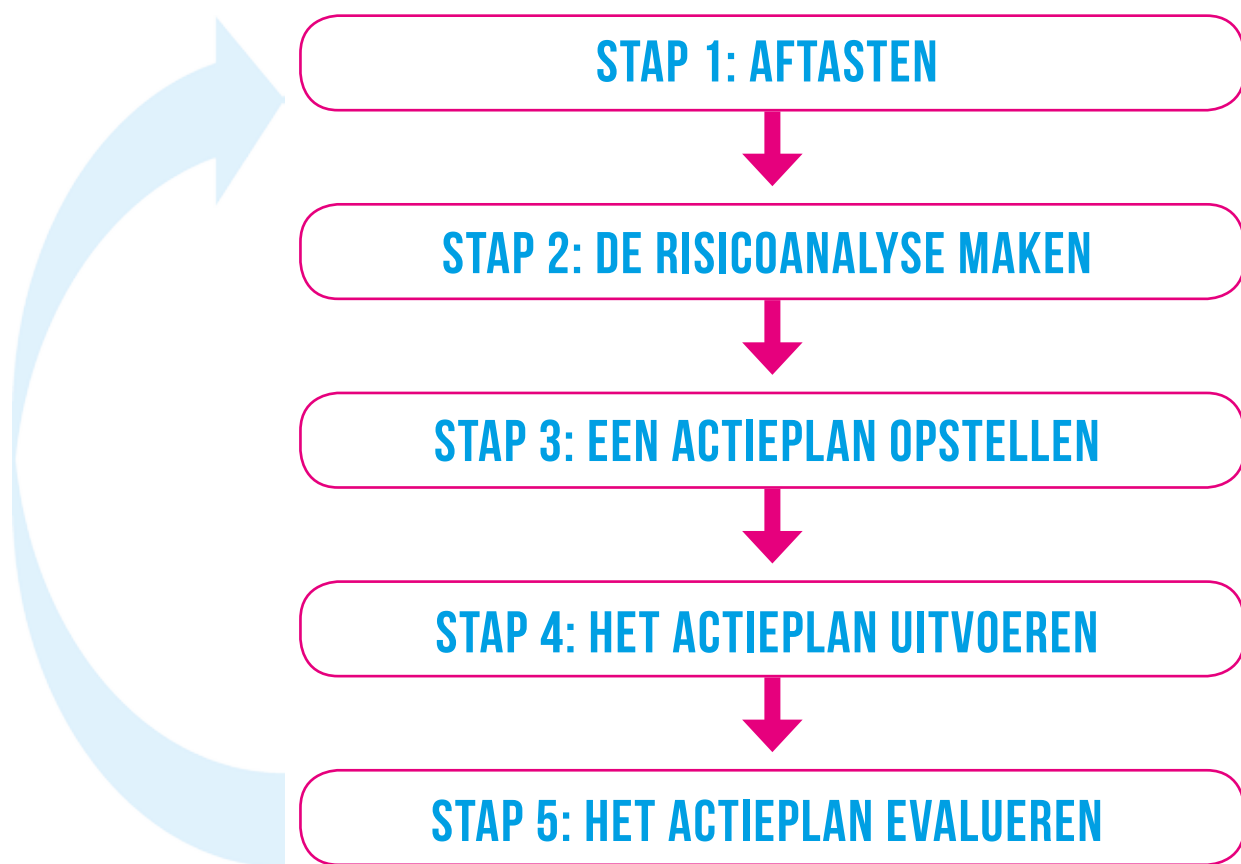 STAP 1: AFTASTEN
STAP 2: DE RISICOANALYSE MAKEN
STAP 3: EEN ACTIEPLAN OPSTELLEN
STAP 4: HET ACTIEPLAN UITVOEREN
STAP 5: HET ACTIEPLAN EVALUEREN